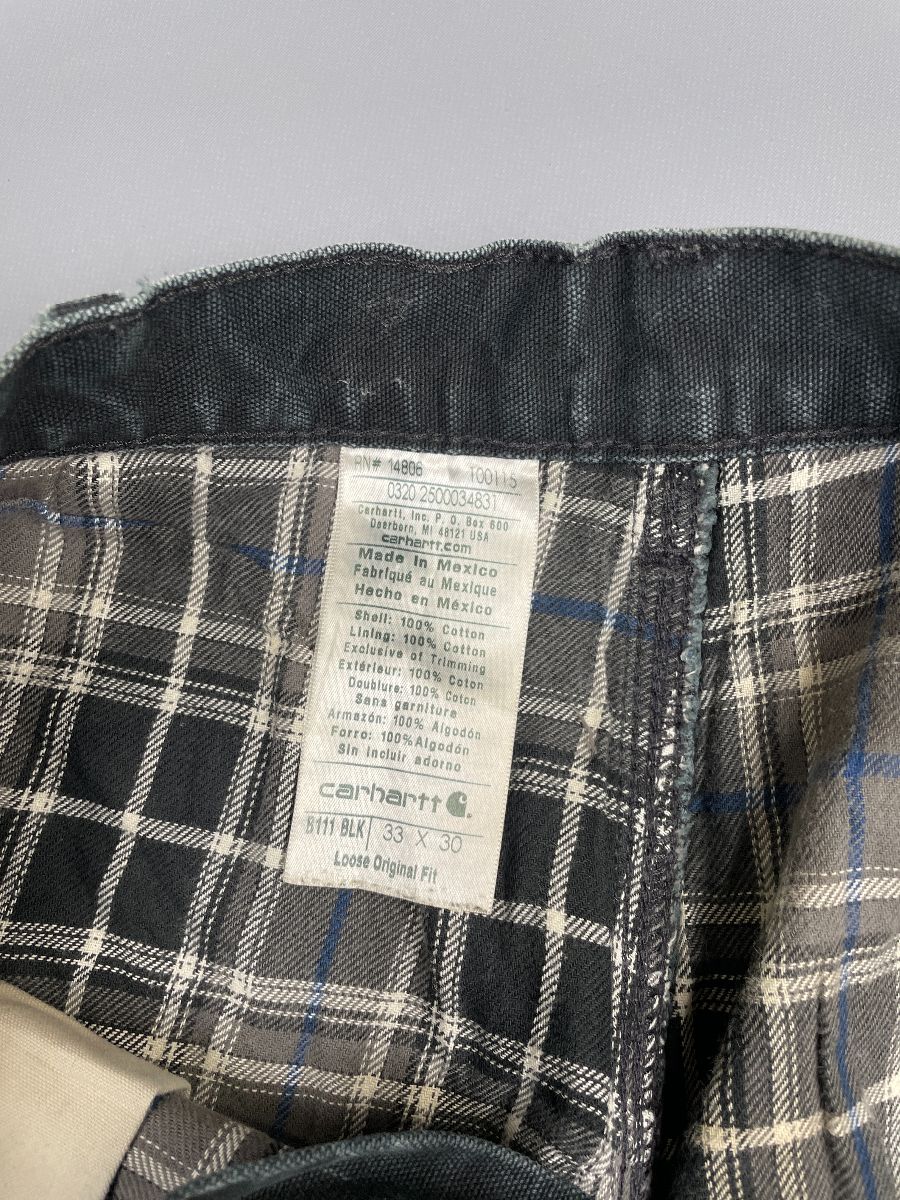 RN# 14806 T00115
0320 2500034831
Carhartt, Inc. P. O. Box 600
Dearborn, MI 48121 USA
carhartt.com
Made in Mexico
Fabriqué au Mexique
Hecho en México
Shell: 100% Cotton
Lining: 100% Cotton
Exclusive of Trimming
Extérieur: 100% Coton
Doublure: 100% Coton
Sans garniture
Armazón: 100% Algodón
Forro: 100%Algodón
Sin incluir adorno
carhartt
B111 BLK 33 X 30
Loose Original Fit